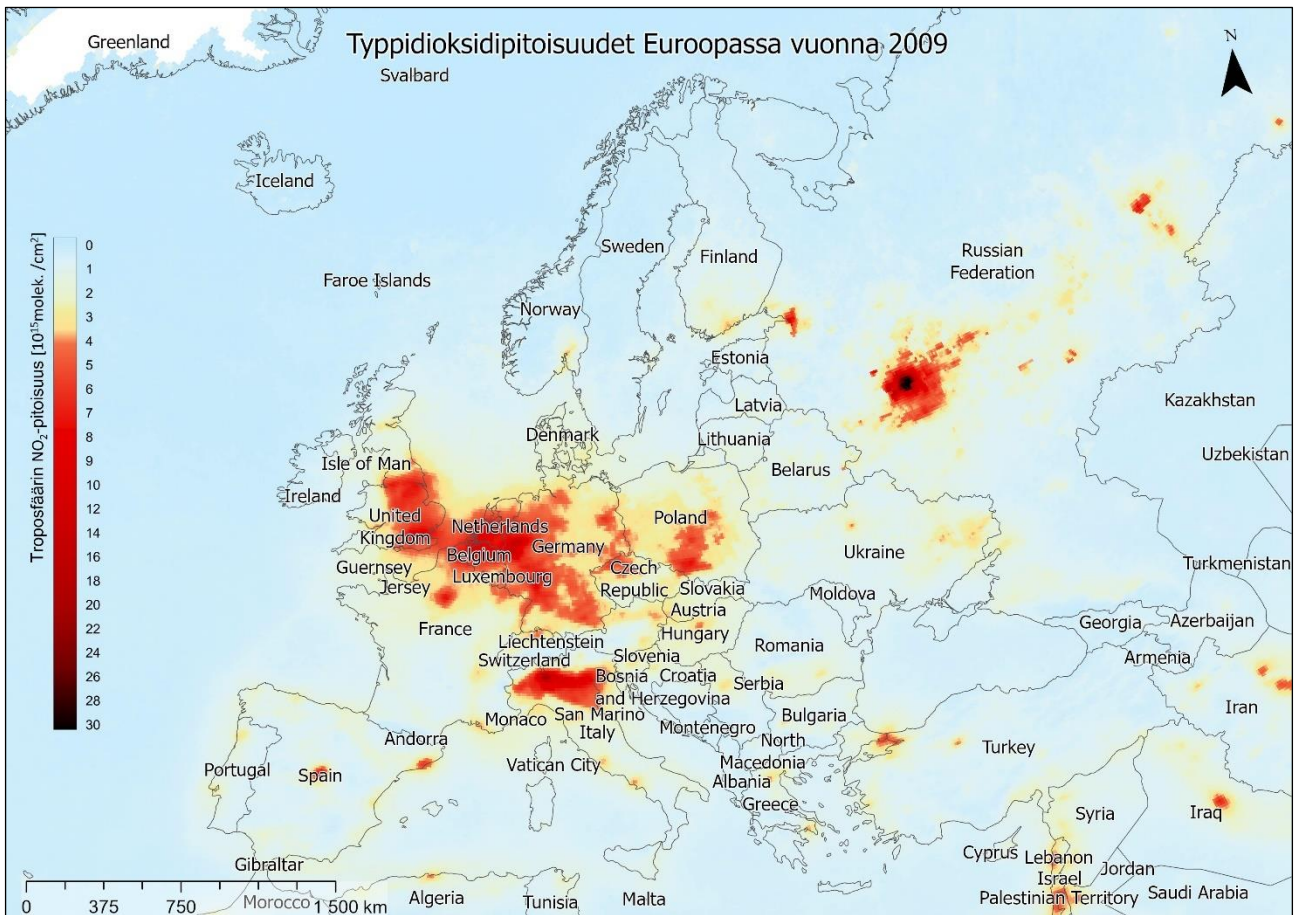 Typpidioksidipitoisuudet Euroopassa vuonna 2009
N
Greenland
Svalbard
Iceland
Faroe Islands
Sweden
Finland
Norway
Russian
Federation
Estonia
Latvia
Lithuania
Denmark
Belarus
Kazakhstan
Uzbekistan
Turkmenistan
Isle of Man
Ireland
United
Kingdom
Guernsey
Jersey
Netherlands
Belgium
Luxembourg
Germany
Poland
Czech
Republic
Slovakia
Austria
Ukraine
Moldova
France
Liechtenstein
Switzerland
Hungary
Slovenia
Romania
Georgia
Azerbaijan
Armenia
Bosnia
and Herzegovina
Croatia
Serbia
Monaco
San Marino
Italy
Montenegro
Bulgaria
North
Macedonia
Albania
Greece
Andorra
Vatican City
Portugal
Spain
Turkey
Iran
Iraq
Syria
Cyprus
Lebanon
Israel
Jordan
Palestinian Territory
Saudi Arabia
Gibraltar
Morocco
Algeria
Tunisia
Malta
Troposfäärin NO₂-pitoisuus [10¹⁵molek./cm²]
0
1
2
3
4
5
6
7
8
9
10
12
14
16
18
20
22
24
26
28
30
0 375 750 1 500 km